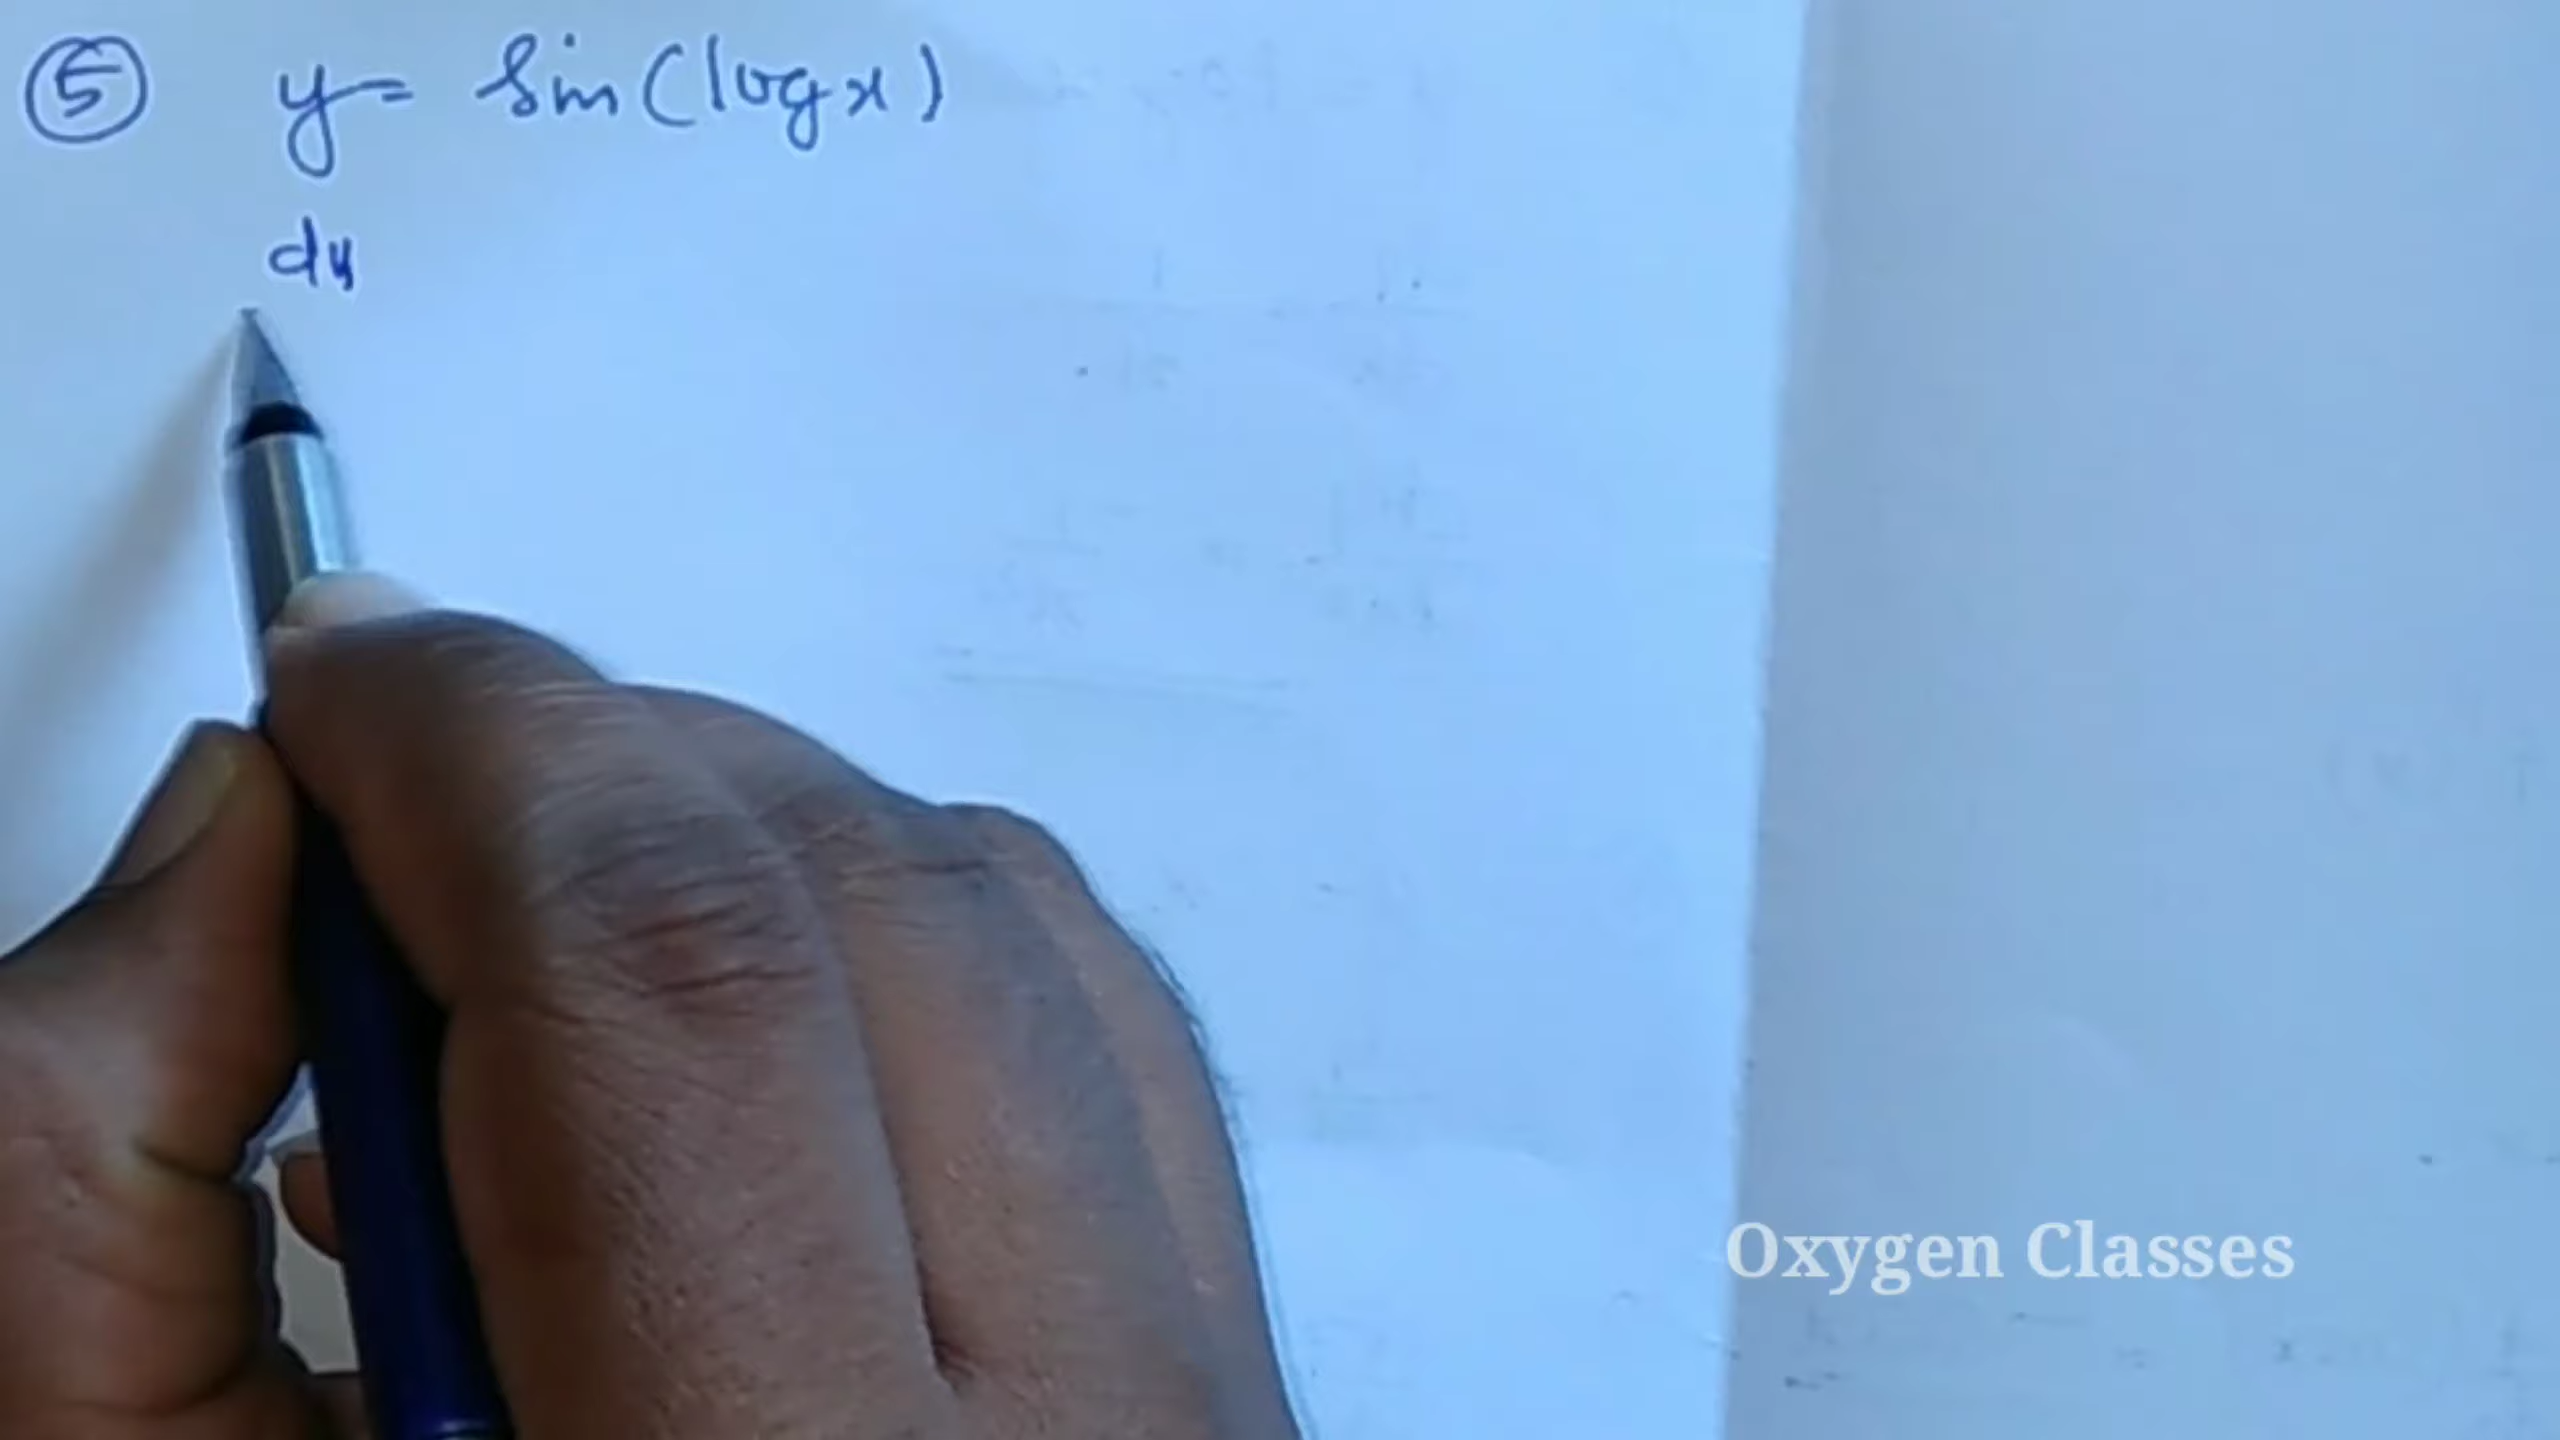 ⑤ y = sin(log x)
dy
Oxygen Classes